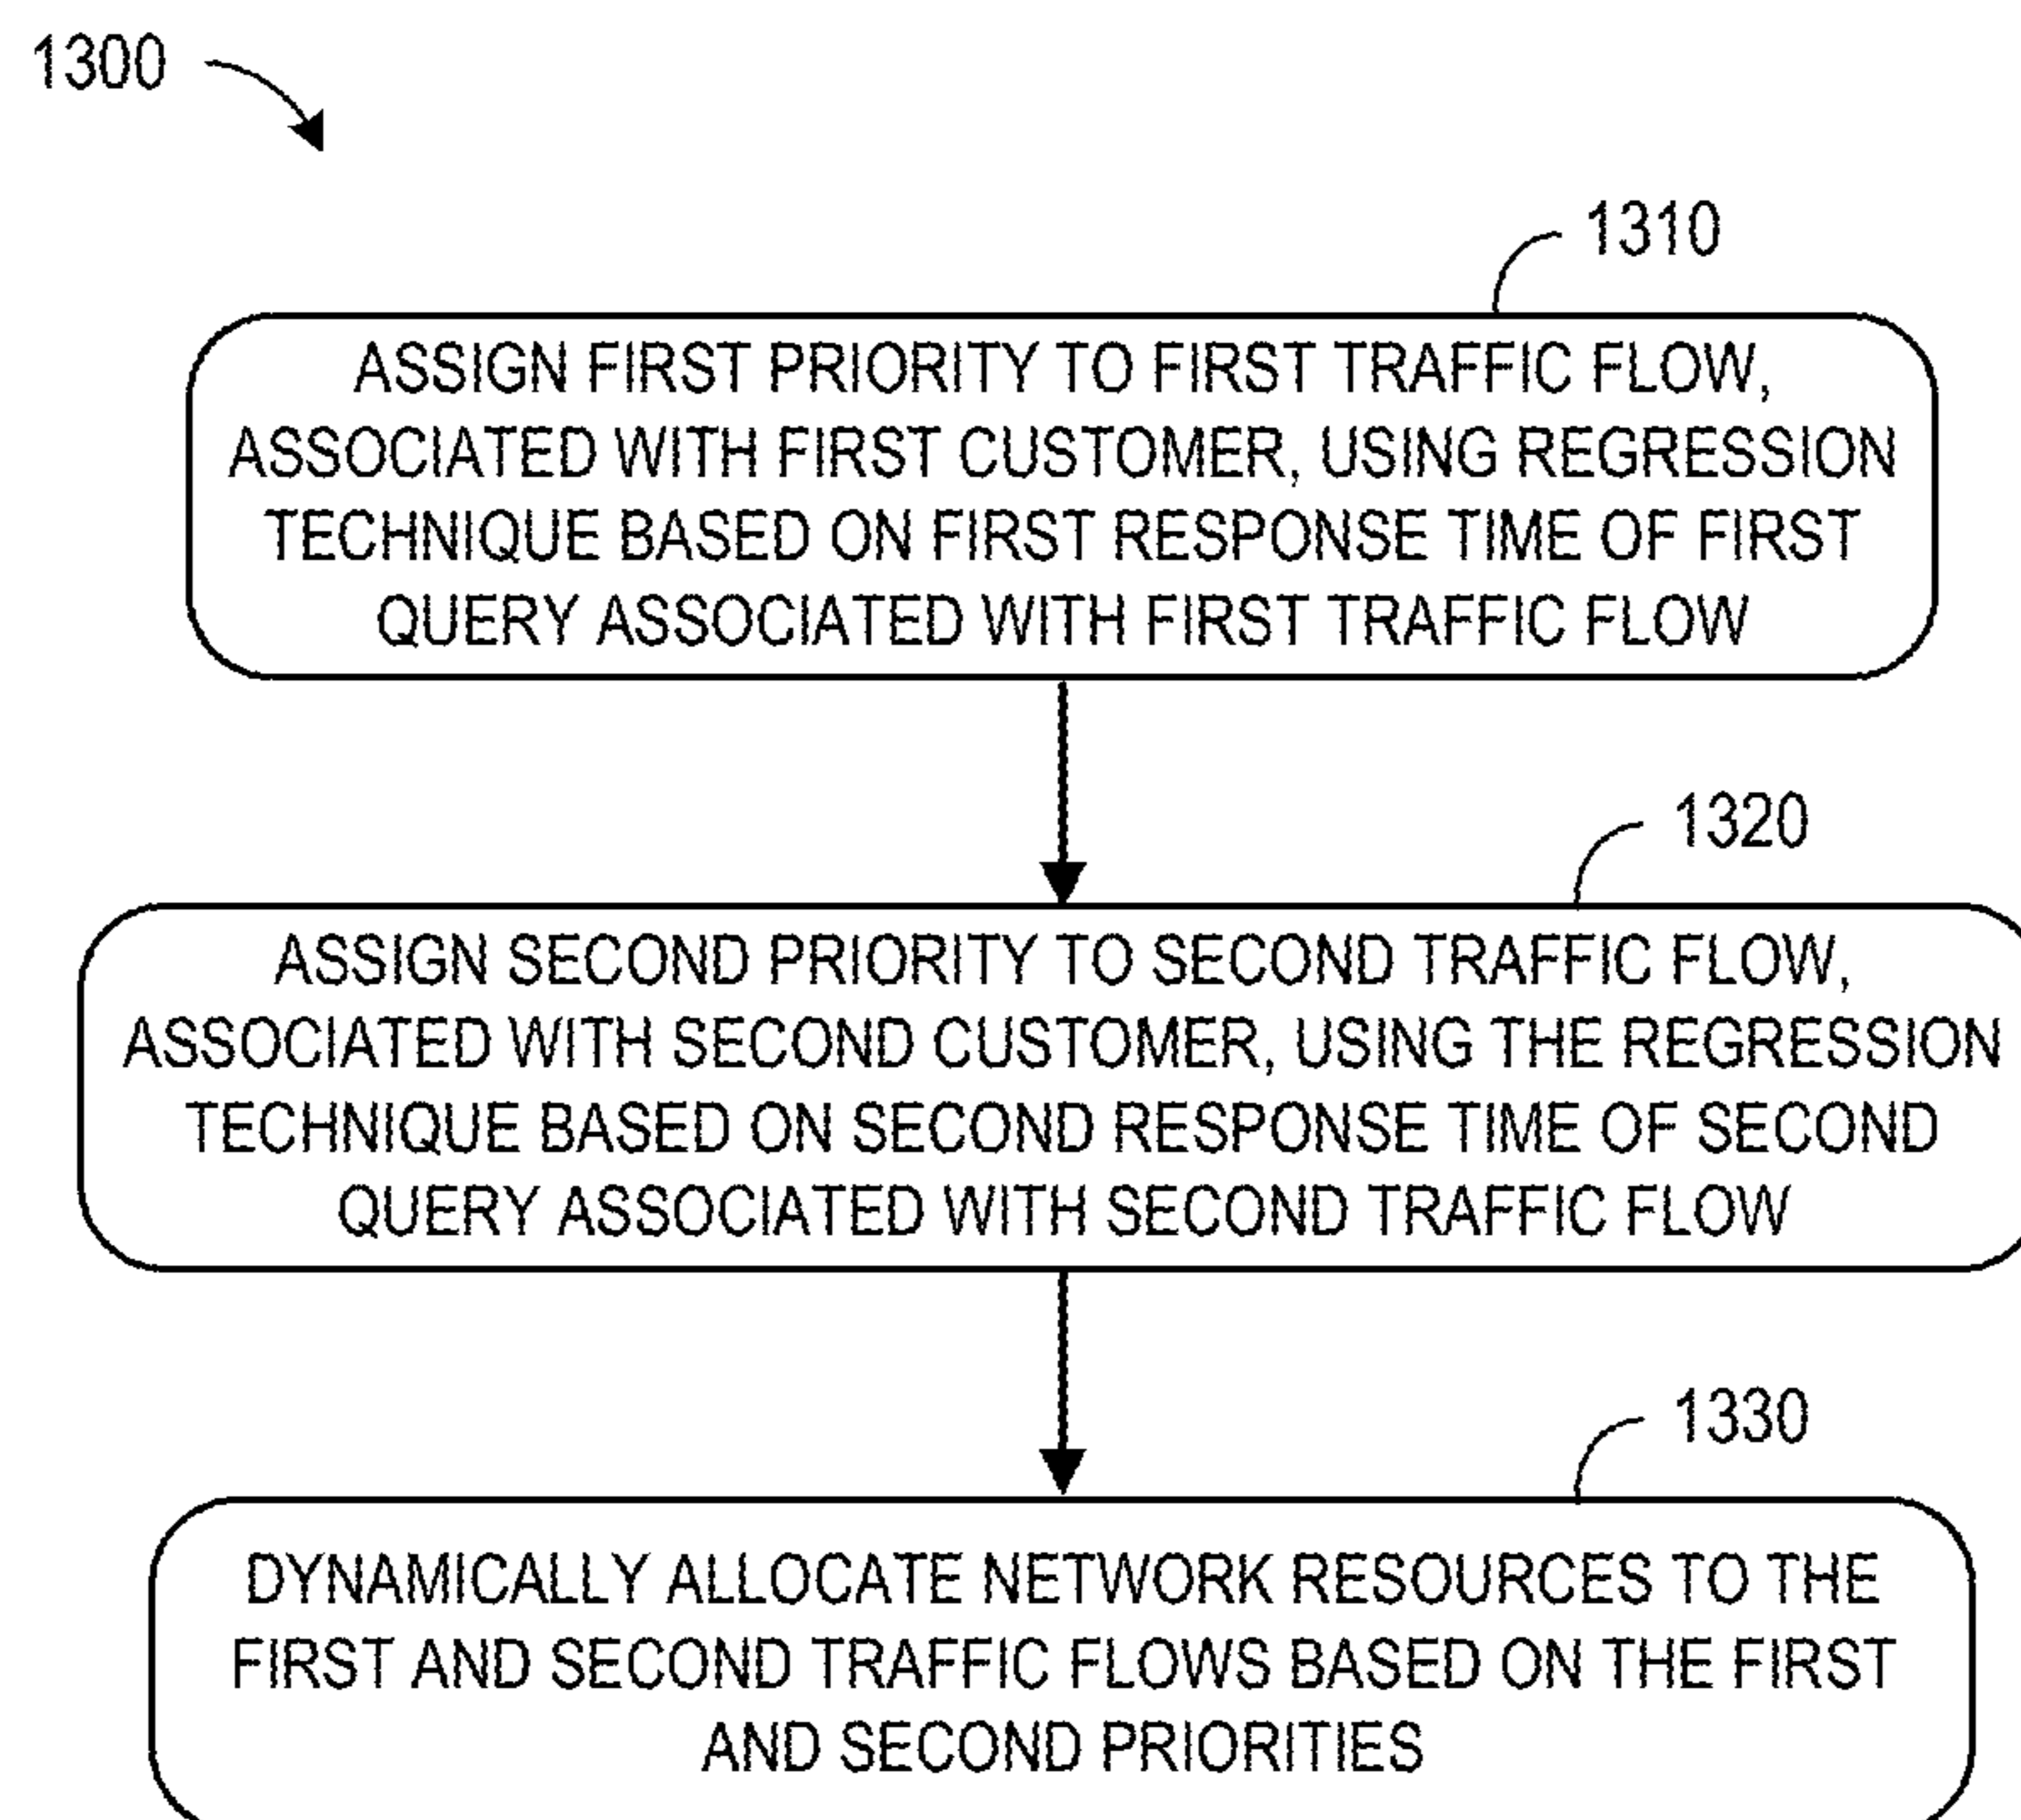 1300
1310
ASSIGN FIRST PRIORITY TO FIRST TRAFFIC FLOW,
ASSOCIATED WITH FIRST CUSTOMER, USING REGRESSION
TECHNIQUE BASED ON FIRST RESPONSE TIME OF FIRST
QUERY ASSOCIATED WITH FIRST TRAFFIC FLOW
1320
ASSIGN SECOND PRIORITY TO SECOND TRAFFIC FLOW,
ASSOCIATED WITH SECOND CUSTOMER, USING THE REGRESSION
TECHNIQUE BASED ON SECOND RESPONSE TIME OF SECOND
QUERY ASSOCIATED WITH SECOND TRAFFIC FLOW
1330
DYNAMICALLY ALLOCATE NETWORK RESOURCES TO THE
FIRST AND SECOND TRAFFIC FLOWS BASED ON THE FIRST
AND SECOND PRIORITIES